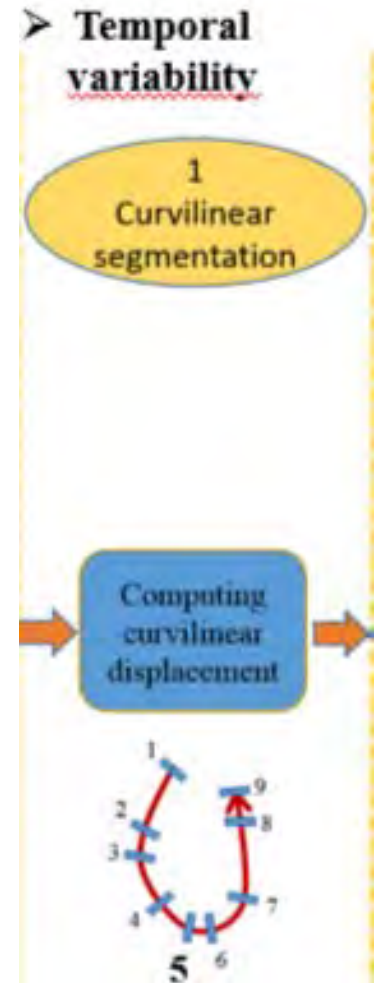 ➤ Temporal
variability
1
Curvilinear
segmentation
Computing
curvilinear
displacement
1
2
3
4
5
6
7
8
9